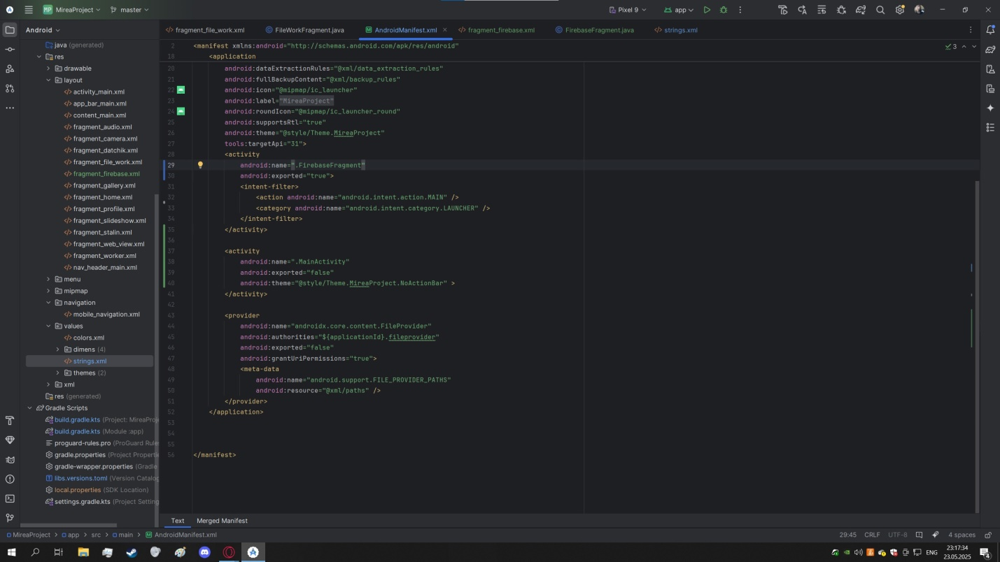 MP MireaProject
master
Pixel 9
app
Android
fragment_file_work.xml
FileWorkFragment.java
AndroidManifest.xml
fragment_firebase.xml
FirebaseFragment.java
strings.xml
java (generated)
res
drawable
layout
activity_main.xml
app_bar_main.xml
content_main.xml
fragment_audio.xml
fragment_camera.xml
fragment_datchik.xml
fragment_file_work.xml
fragment_firebase.xml
fragment_gallery.xml
fragment_home.xml
fragment_profile.xml
fragment_slideshow.xml
fragment_stalin.xml
fragment_web_view.xml
fragment_worker.xml
nav_header_main.xml
menu
mipmap
navigation
mobile_navigation.xml
values
colors.xml
dimens (4)
strings.xml
themes (2)
xml
res (generated)
Gradle Scripts
build.gradle.kts (Project: MireaProje
build.gradle.kts (Module :app)
proguard-rules.pro (ProGuard Rule
gradle.properties (Project Propert
gradle-wrapper.properties (Gradle
libs.versions.toml (Version Catalog
local.properties (SDK Location)
settings.gradle.kts (Project Setting
3
2 <manifest xmlns:android="http://schemas.android.com/apk/res/android"
18 <application
20 android:dataExtractionRules="@xml/data_extraction_rules"
21 android:fullBackupContent="@xml/backup_rules"
22 android:icon="@mipmap/ic_launcher"
23 android:label="MireaProject"
24 android:roundIcon="@mipmap/ic_launcher_round"
25 android:supportsRtl="true"
26 android:theme="@style/Theme.MireaProject"
27 tools:targetApi="31">
28 <activity
29 android:name=".FirebaseFragment"
30 android:exported="true">
31 <intent-filter>
32 <action android:name="android.intent.action.MAIN" />
33 <category android:name="android.intent.category.LAUNCHER" />
34 </intent-filter>
35 </activity>
36
37 <activity
38 android:name=".MainActivity"
39 android:exported="false"
40 android:theme="@style/Theme.MireaProject.NoActionBar" >
41 </activity>
42
43 <provider
44 android:name="androidx.core.content.FileProvider"
45 android:authorities="${applicationId}.fileprovider"
46 android:exported="false"
47 android:grantUriPermissions="true">
48 <meta-data
49 android:name="android.support.FILE_PROVIDER_PATHS"
50 android:resource="@xml/paths" />
51 </provider>
52 </application>
53
54
55
56 </manifest>
Text
Merged Manifest
MireaProject > app > src > main > AndroidManifest.xml
29:45
CRLF
UTF-8
4 spaces
ENG
23:17:34
23.05.2025
4